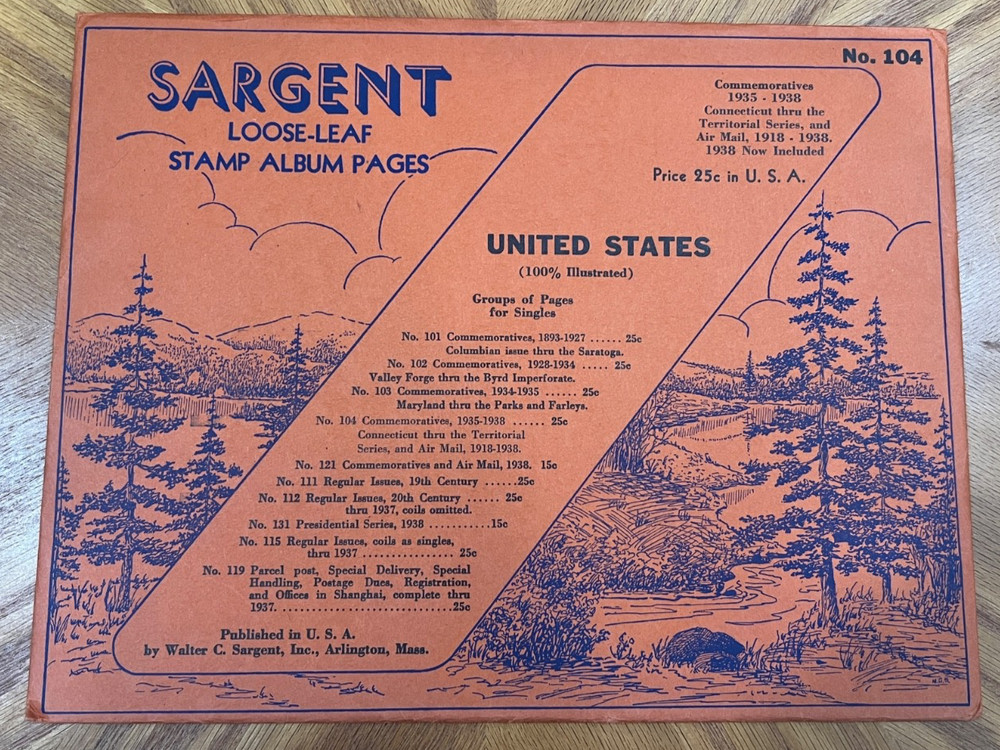 No. 104
SARGENT
LOOSE-LEAF
STAMP ALBUM PAGES
Commemoratives
1935 - 1938
Connecticut thru the
Territorial Series, and
Air Mail, 1918 - 1938.
1938 Now Included
Price 25c in U. S. A.
UNITED STATES
(100% Illustrated)
Groups of Pages
for Singles
No. 101 Commemoratives, 1893-1927 ...... 25c
Columbian issue thru the Saratoga.
No. 102 Commemoratives, 1928-1934 ..... 25c
Valley Forge thru the Byrd Imperforate.
No. 103 Commemoratives, 1934-1935 ...... 25c
Maryland thru the Parks and Farleys.
No. 104 Commemoratives, 1935-1938 ...... 25c
Connecticut thru the Territorial
Series, and Air Mail, 1918-1938.
No. 121 Commemoratives and Air Mail, 1938. 15c
No. 111 Regular Issues, 19th Century ......25c
No. 112 Regular Issues, 20th Century ...... 25c
thru 1937, coils omitted.
No. 131 Presidential Series, 1938 ...........15c
No. 115 Regular Issues, coils as singles,
thru 1937 ................ 25c
No. 119 Parcel post, Special Delivery, Special
Handling, Postage Dues, Registration,
and Offices in Shanghai, complete thru
1937. ..............................25c
Published in U. S. A.
by Walter C. Sargent, Inc., Arlington, Mass.